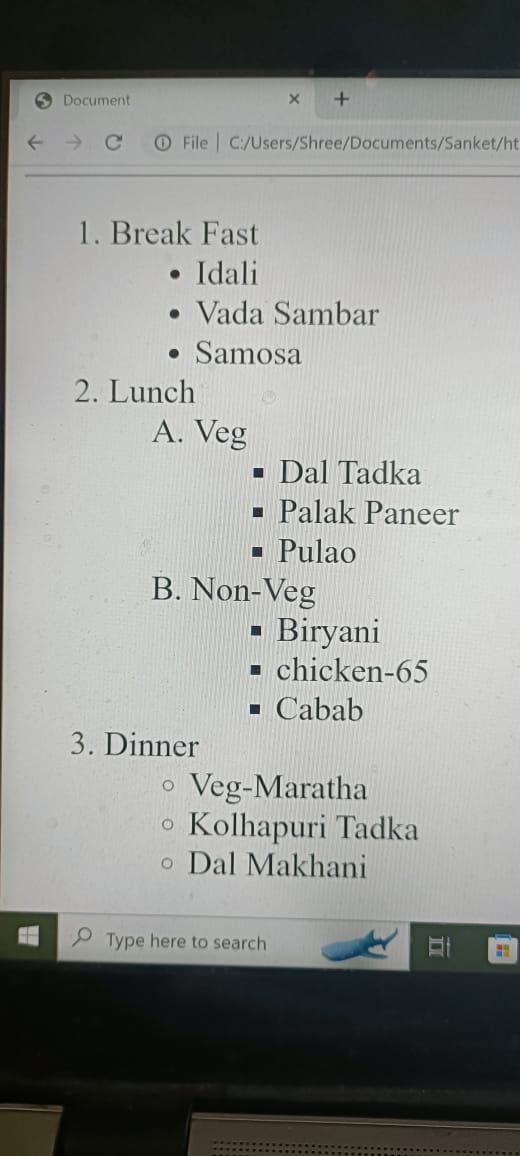 Document
File | C:/Users/Shree/Documents/Sanket/ht
1. Break Fast
• Idali
• Vada Sambar
• Samosa
2. Lunch
A. Veg
▪ Dal Tadka
▪ Palak Paneer
▪ Pulao
B. Non-Veg
▪ Biryani
▪ chicken-65
▪ Cabab
3. Dinner
◦ Veg-Maratha
◦ Kolhapuri Tadka
◦ Dal Makhani
Type here to search